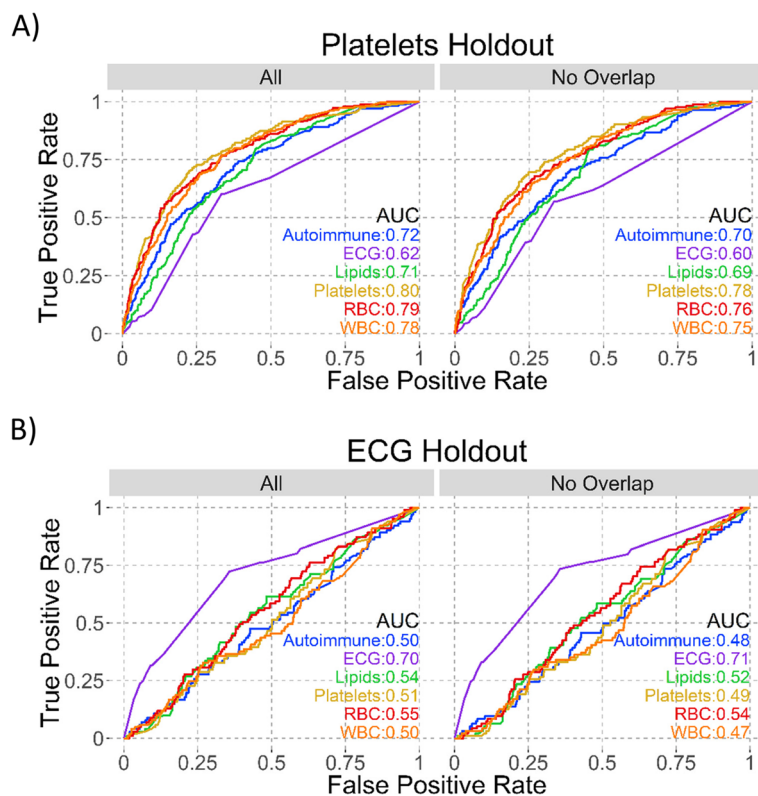 A)
Platelets Holdout
All
No Overlap
True Positive Rate
1
0.75
0.5
0.25
0
AUC
Autoimmune:0.72
ECG:0.62
Lipids:0.71
Platelets:0.80
RBC:0.79
WBC:0.78
AUC
Autoimmune:0.70
ECG:0.60
Lipids:0.69
Platelets:0.78
RBC:0.76
WBC:0.75
0 0.25 0.5 0.75 1
0 0.25 0.5 0.75 1
False Positive Rate
B)
ECG Holdout
All
No Overlap
True Positive Rate
1
0.75
0.5
0.25
0
AUC
Autoimmune:0.50
ECG:0.70
Lipids:0.54
Platelets:0.51
RBC:0.55
WBC:0.50
AUC
Autoimmune:0.48
ECG:0.71
Lipids:0.52
Platelets:0.49
RBC:0.54
WBC:0.47
0 0.25 0.5 0.75 1
0 0.25 0.5 0.75 1
False Positive Rate